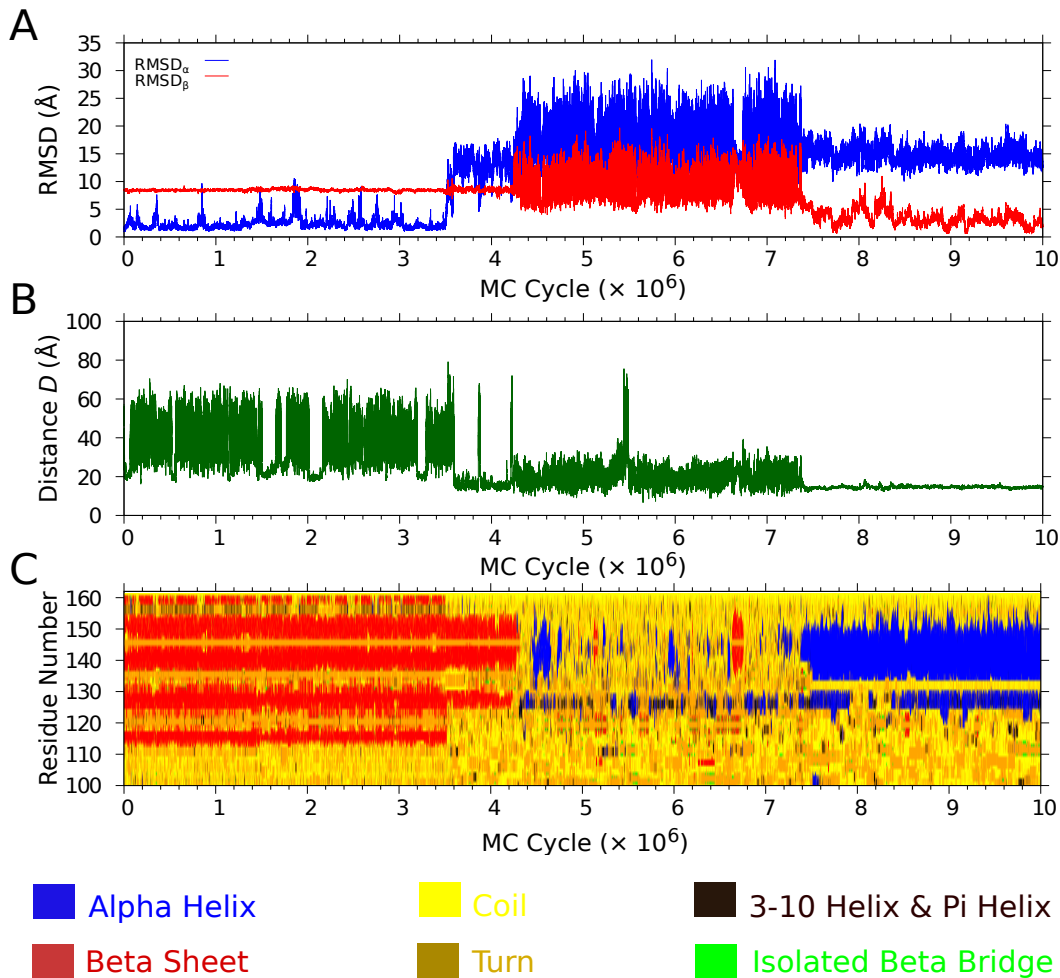 A
RMSD (Å)
35
30
25
20
15
10
5
0
RMSDα
RMSDβ
0 1 2 3 4 5 6 7 8 9 10
MC Cycle (× 10⁶)
B
Distance D (Å)
100
80
60
40
20
0
0 1 2 3 4 5 6 7 8 9 10
MC Cycle (× 10⁶)
C
Residue Number
160
150
140
130
120
110
100
0 1 2 3 4 5 6 7 8 9 10
MC Cycle (× 10⁶)
Alpha Helix Coil 3-10 Helix & Pi Helix
Beta Sheet Turn Isolated Beta Bridge